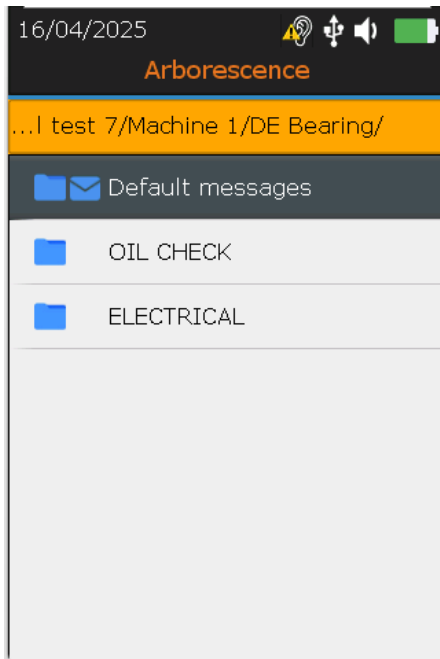 16/04/2025
Arborescence
...l test 7/Machine 1/DE Bearing/
Default messages
OIL CHECK
ELECTRICAL